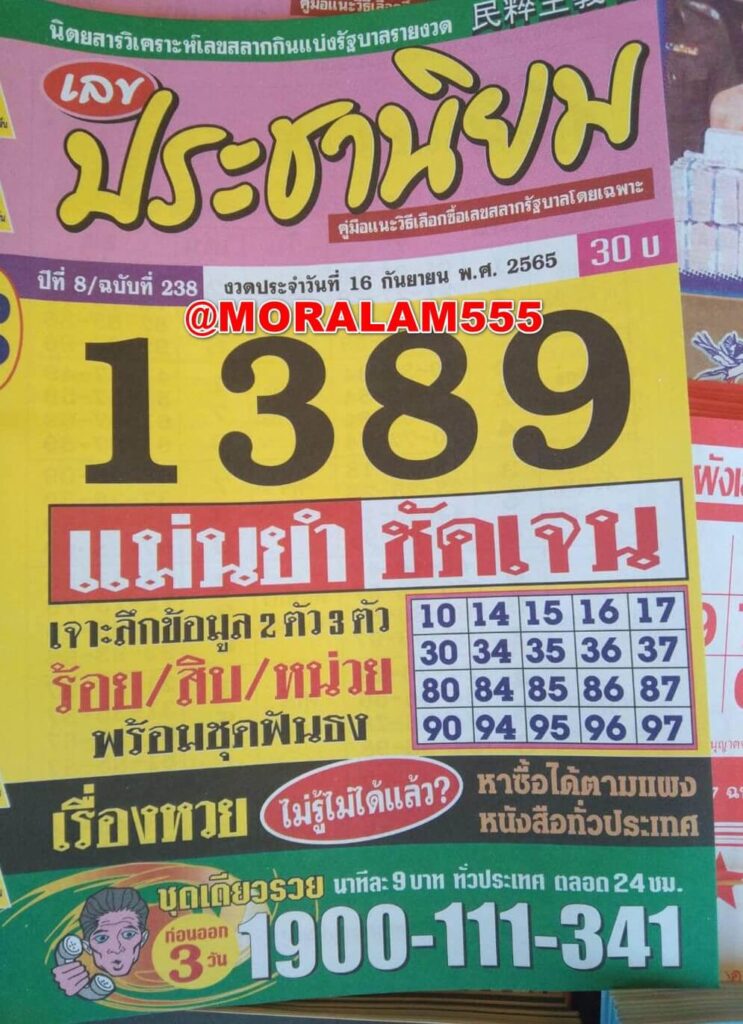 คู่มือแนะวิธีเลือกซื้อ
นิตยสารวิเคราะห์เลขสลากกินแบ่งรัฐบาลรายงวด
民粹主義
เลข
ประชานิยม
คู่มือแนะวิธีเลือกซื้อเลขสลากรัฐบาลโดยเฉพาะ
ปีที่ 8/ฉบับที่ 238 งวดประจำวันที่ 16 กันยายน พ.ศ. 2565 30 บ
@MORALAM555
1389
แม่นยำ ชัดเจน
เจาะลึกข้อมูล 2 ตัว 3 ตัว
ร้อย/สิบ/หน่วย
พร้อมชุดฟันธง
10 14 15 16 17
30 34 35 36 37
80 84 85 86 87
90 94 95 96 97
เรื่องหวย
ไม่รู้ไม่ได้แล้ว?
หาซื้อได้ตามแผง
หนังสือทั่วประเทศ
ชุดเดียวรวย นาทีละ 9 บาท ทั่วประเทศ ตลอด 24 ชม.
ก่อนออก
3 วัน
1900-111-341